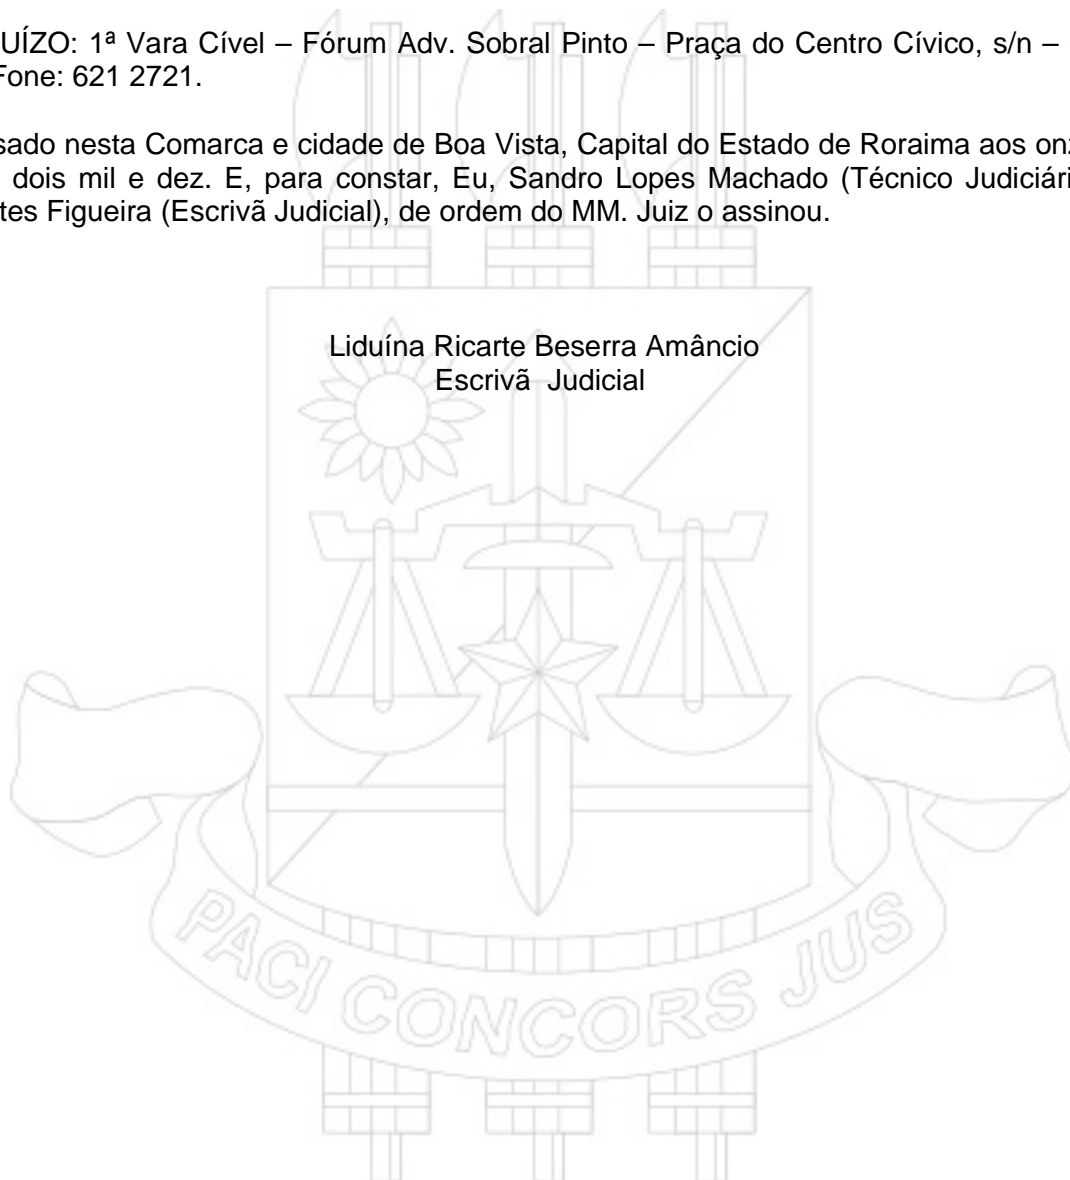 UÍZO: 1ª Vara Cível – Fórum Adv. Sobral Pinto – Praça do Centro Cívico, s/n –
Fone: 621 2721.
sado nesta Comarca e cidade de Boa Vista, Capital do Estado de Roraima aos onz
dois mil e dez. E, para constar, Eu, Sandro Lopes Machado (Técnico Judiciári
tes Figueira (Escrivã Judicial), de ordem do MM. Juiz o assinou.
Liduína Ricarte Beserra Amâncio
Escrivã Judicial
PACI CONCORS JUS